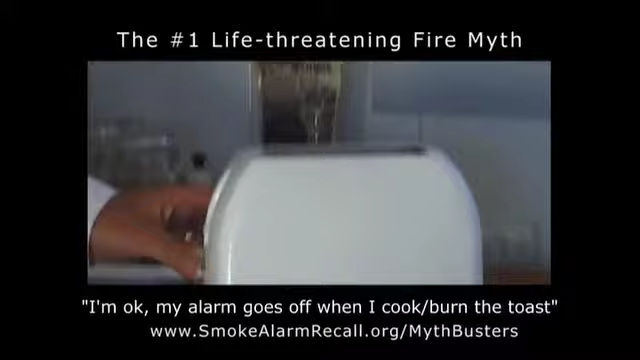 The #1 Life-threatening Fire Myth
"I'm ok, my alarm goes off when I cook/burn the toast"
www.SmokeAlarmRecall.org/MythBusters